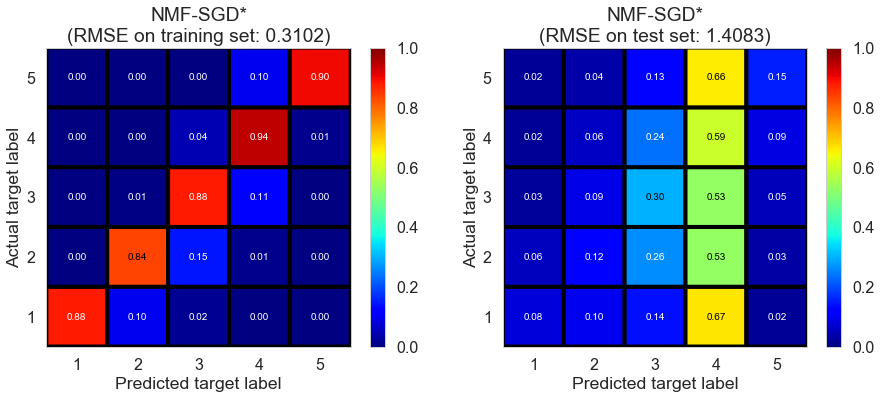 NMF-SGD*
(RMSE on training set: 0.3102)
Actual target label
5 0.00 0.00 0.00 0.10 0.90
4 0.00 0.00 0.04 0.94 0.01
3 0.00 0.01 0.88 0.11 0.00
2 0.00 0.84 0.15 0.01 0.00
1 0.88 0.10 0.02 0.00 0.00
1 2 3 4 5
Predicted target label
1.0
0.8
0.6
0.4
0.2
0.0
NMF-SGD*
(RMSE on test set: 1.4083)
Actual target label
5 0.02 0.04 0.13 0.66 0.15
4 0.02 0.06 0.24 0.59 0.09
3 0.03 0.09 0.30 0.53 0.05
2 0.06 0.12 0.26 0.53 0.03
1 0.08 0.10 0.14 0.67 0.02
1 2 3 4 5
Predicted target label
1.0
0.8
0.6
0.4
0.2
0.0